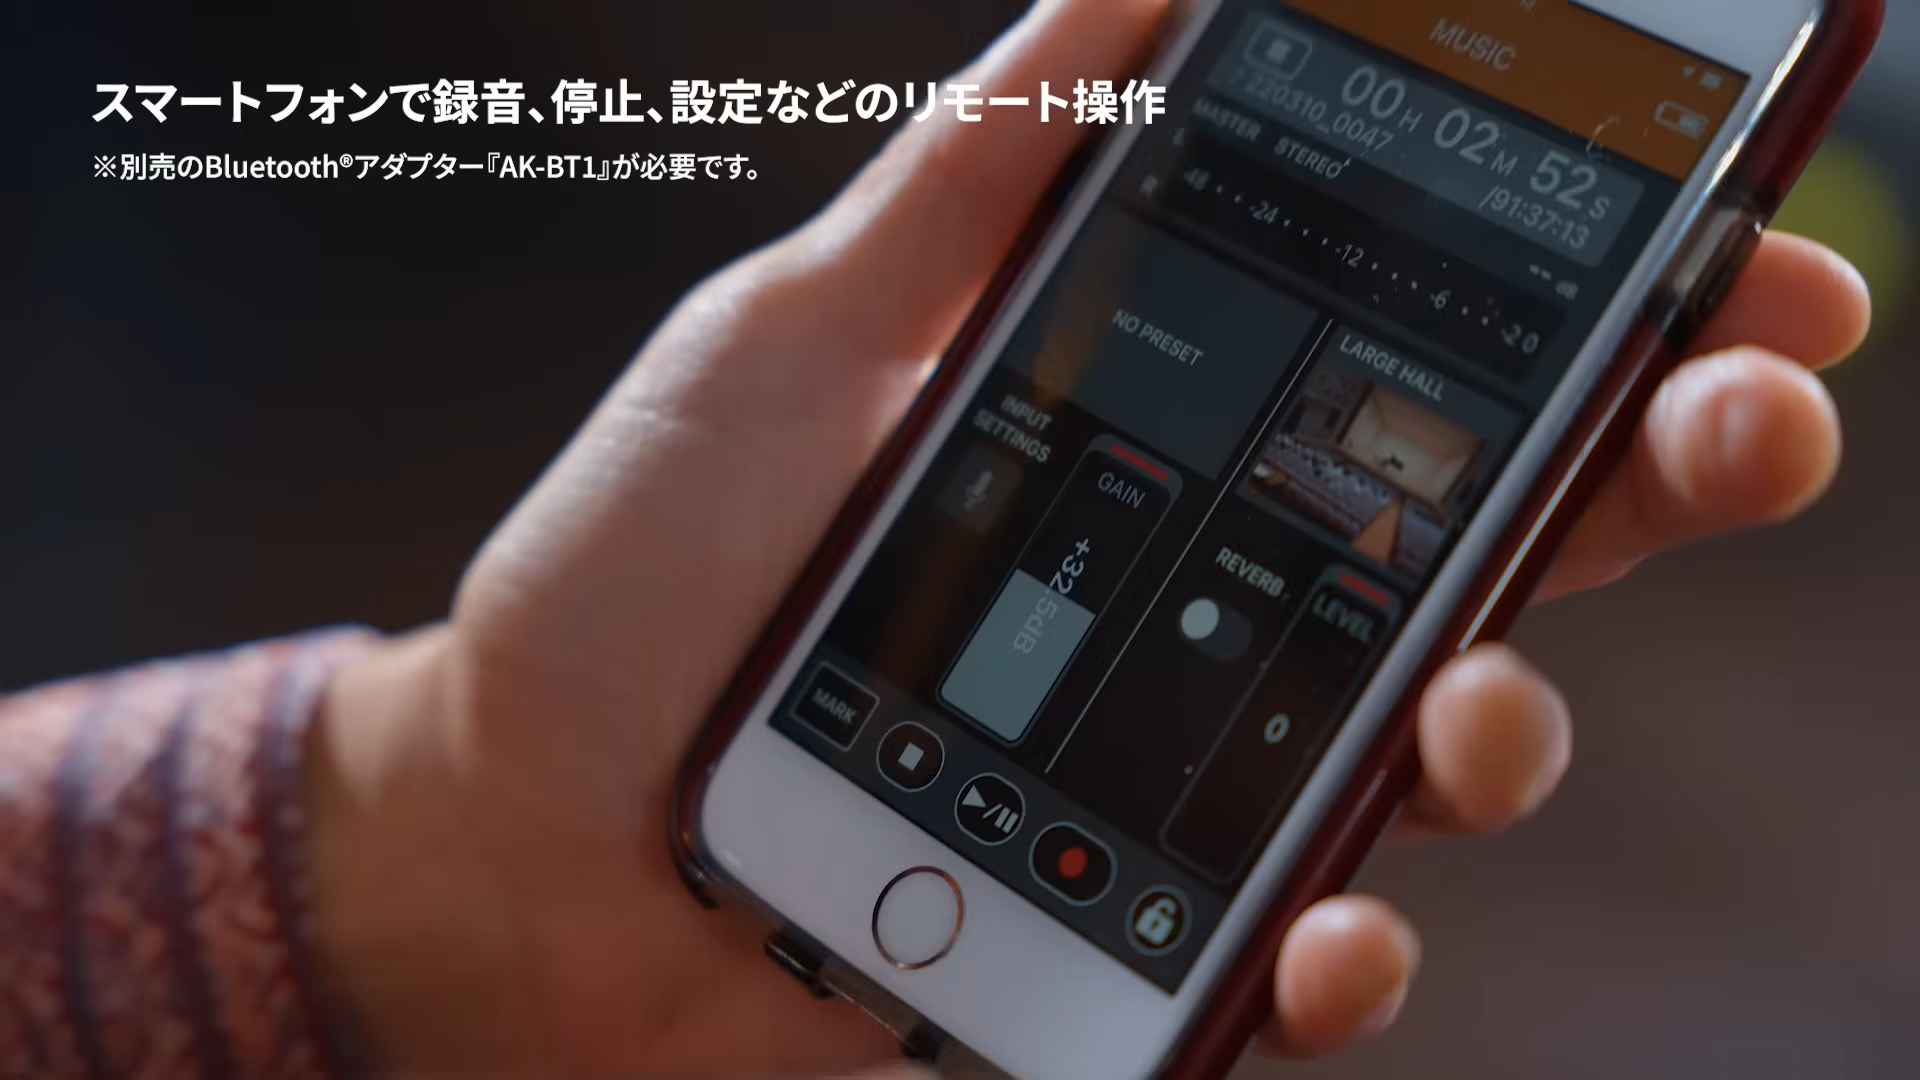 スマートフォンで録音、停止、設定などのリモート操作
※別売のBluetooth®アダプター『AK-BT1』が必要です。
MUSIC
00H 02M 52S
220210_0047
/91:37:13
MASTER STEREO
R
-48 -24 -12 -6 -2 0
dB
NO PRESET
LARGE HALL
INPUT
SETTINGS
GAIN
+32.5dB
REVERB
LEVEL
0
MARK